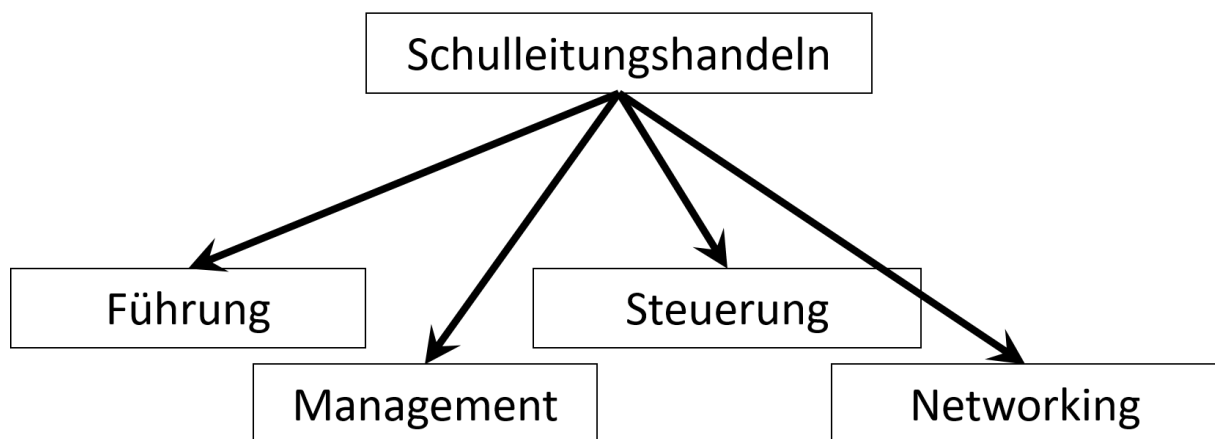 Schulleitungshandeln
Führung
Steuerung
Management
Networking